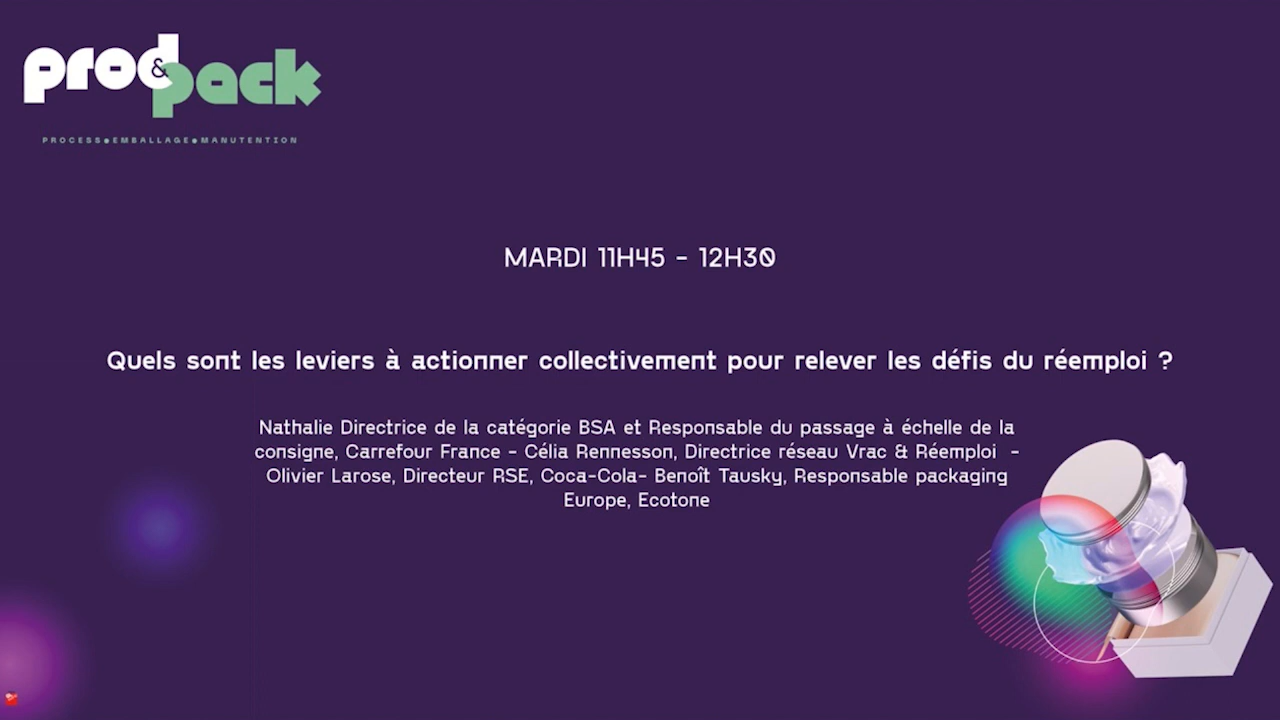 prod&pack
PROCESS●EMBALLAGE●MANUTENTION
MARDI 11H45 - 12H30
Quels sont les leviers à actionner collectivement pour relever les défis du réemploi ?
Nathalie Directrice de la catégorie BSA et Responsable du passage à échelle de la
consigne, Carrefour France - Célia Rennesson, Directrice réseau Vrac & Réemploi -
Olivier Larose, Directeur RSE, Coca-Cola- Benoît Tausky, Responsable packaging
Europe, Ecotone